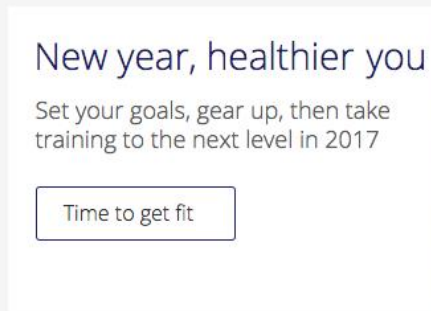 New year, healthier you
Set your goals, gear up, then take
training to the next level in 2017
Time to get fit